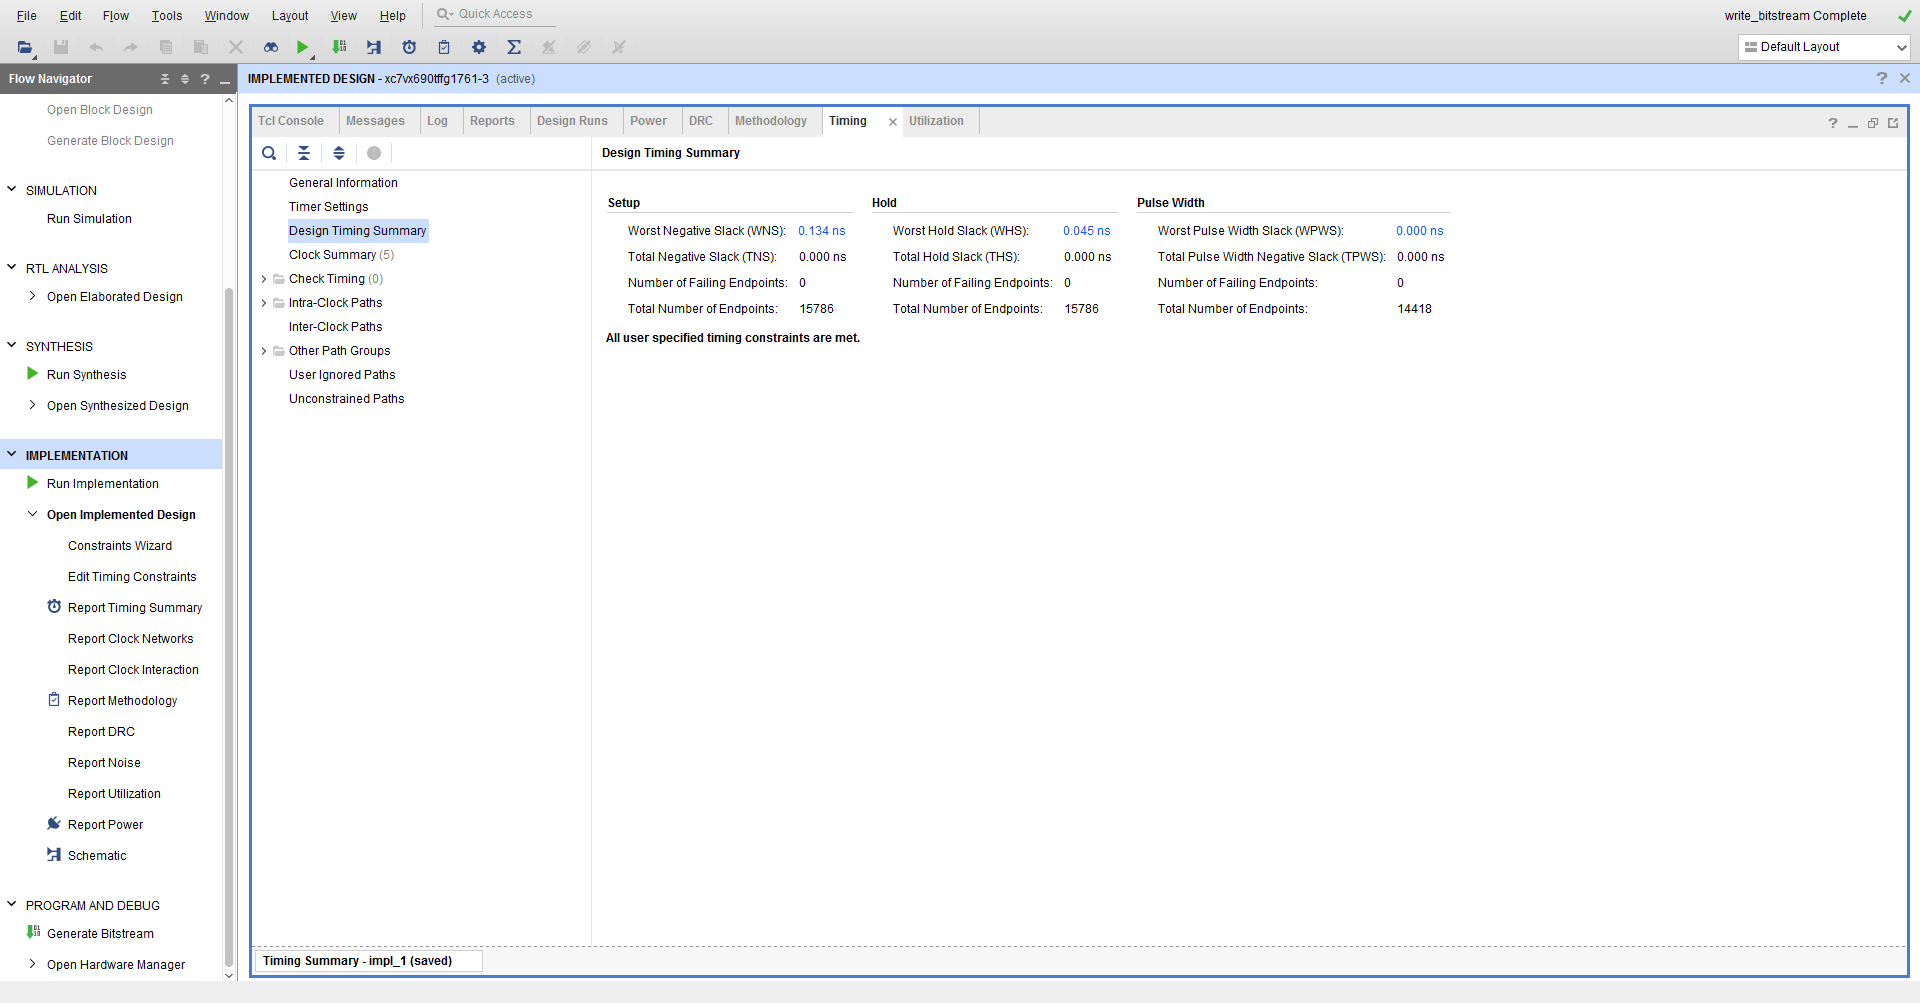 File Edit Flow Tools Window Layout View Help Quick Access write_bitstream Complete
Default Layout
Flow Navigator
IMPLEMENTED DESIGN - xc7vx690tffg1761-3 (active)
Open Block Design
Generate Block Design
SIMULATION
Run Simulation
RTL ANALYSIS
Open Elaborated Design
SYNTHESIS
Run Synthesis
Open Synthesized Design
IMPLEMENTATION
Run Implementation
Open Implemented Design
Constraints Wizard
Edit Timing Constraints
Report Timing Summary
Report Clock Networks
Report Clock Interaction
Report Methodology
Report DRC
Report Noise
Report Utilization
Report Power
Schematic
PROGRAM AND DEBUG
Generate Bitstream
Open Hardware Manager
Tcl Console Messages Log Reports Design Runs Power DRC Methodology Timing Utilization
General Information
Timer Settings
Design Timing Summary
Clock Summary (5)
Check Timing (0)
Intra-Clock Paths
Inter-Clock Paths
Other Path Groups
User Ignored Paths
Unconstrained Paths
Design Timing Summary
Setup Hold Pulse Width
Worst Negative Slack (WNS): 0.134 ns Worst Hold Slack (WHS): 0.045 ns Worst Pulse Width Slack (WPWS): 0.000 ns
Total Negative Slack (TNS): 0.000 ns Total Hold Slack (THS): 0.000 ns Total Pulse Width Negative Slack (TPWS): 0.000 ns
Number of Failing Endpoints: 0 Number of Failing Endpoints: 0 Number of Failing Endpoints: 0
Total Number of Endpoints: 15786 Total Number of Endpoints: 15786 Total Number of Endpoints: 14418
All user specified timing constraints are met.
Timing Summary - impl_1 (saved)